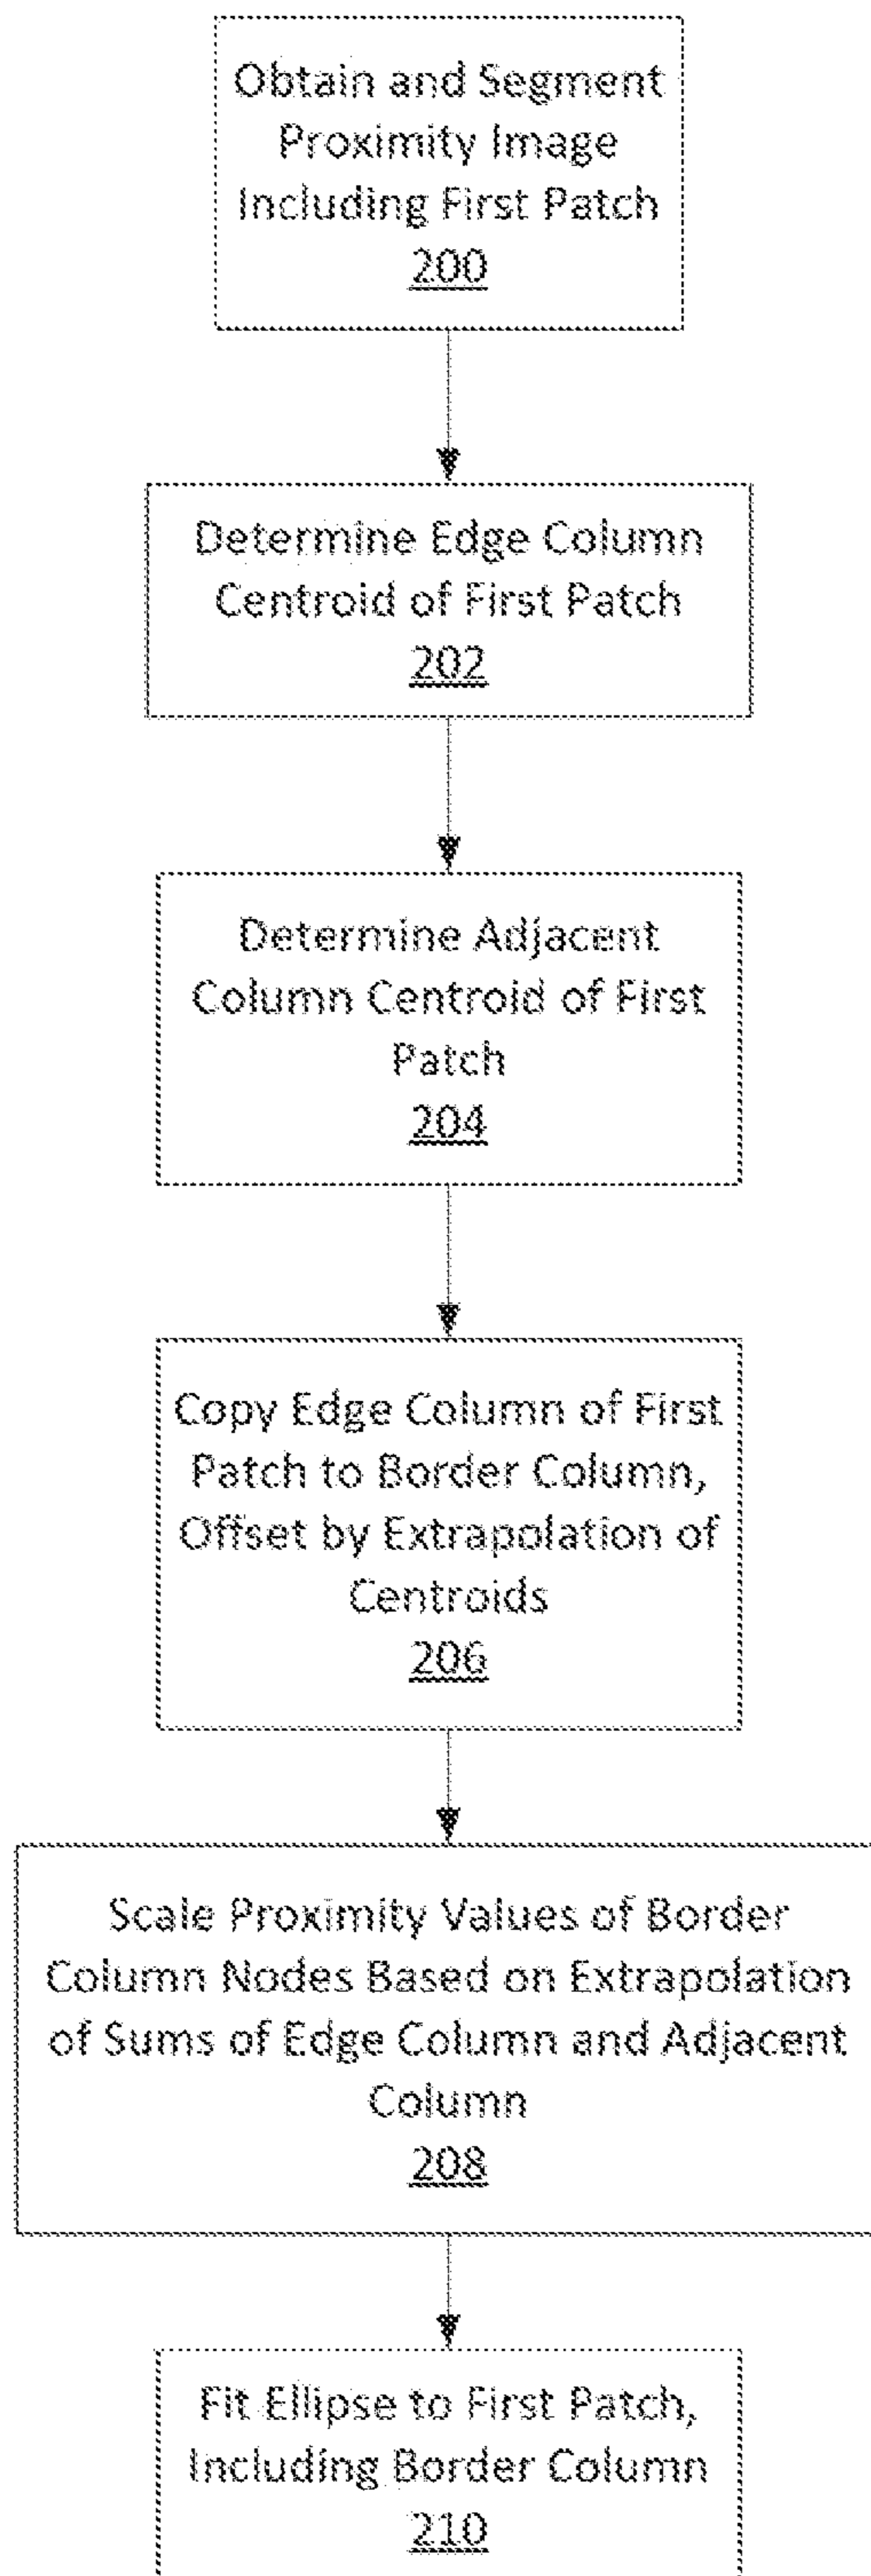 Obtain and Segment
Proximity Image
Including First Patch
200
Determine Edge Column
Centroid of First Patch
202
Determine Adjacent
Column Centroid of First
Patch
204
Copy Edge Column of First
Patch to Border Column,
Offset by Extrapolation of
Centroids
206
Scale Proximity Values of Border
Column Nodes Based on Extrapolation
of Sums of Edge Column and Adjacent
Column
208
Fit Ellipse to First Patch,
Including Border Column
210